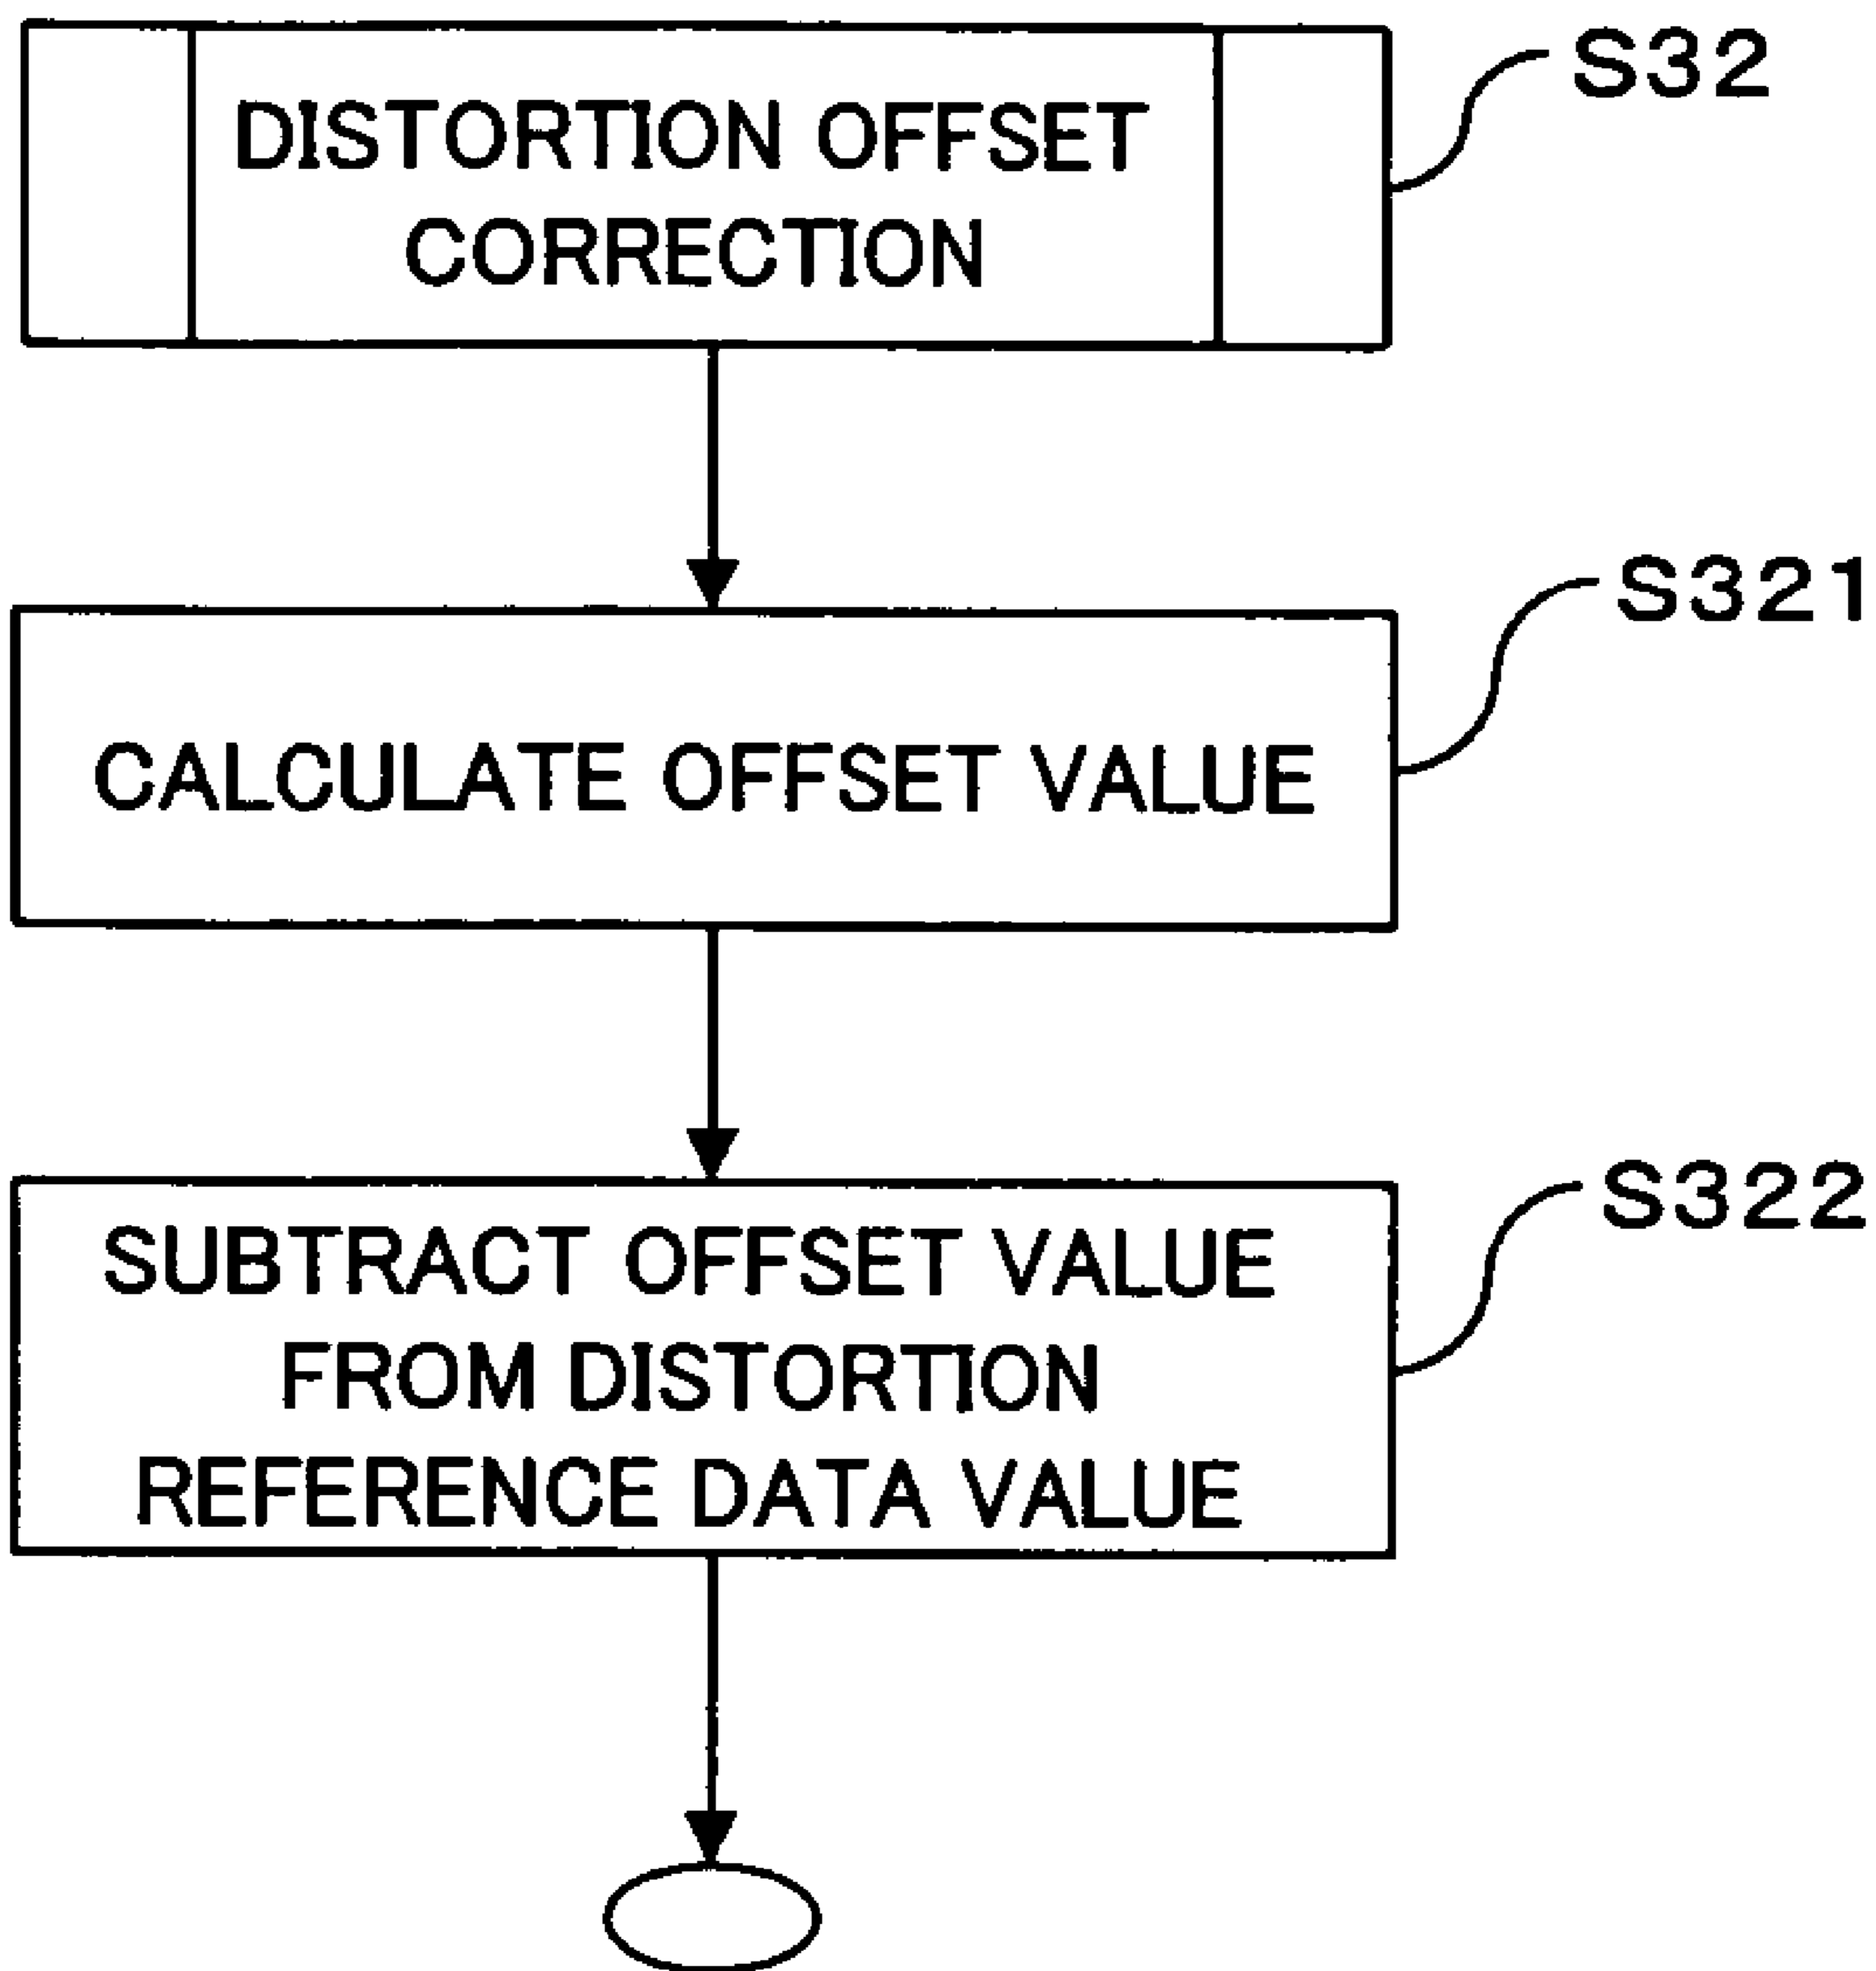 DISTORTION OFFSET
CORRECTION
S32
CALCULATE OFFSET VALUE
S321
SUBTRACT OFFSET VALUE
FROM DISTORTION
REFERENCE DATA VALUE
S322